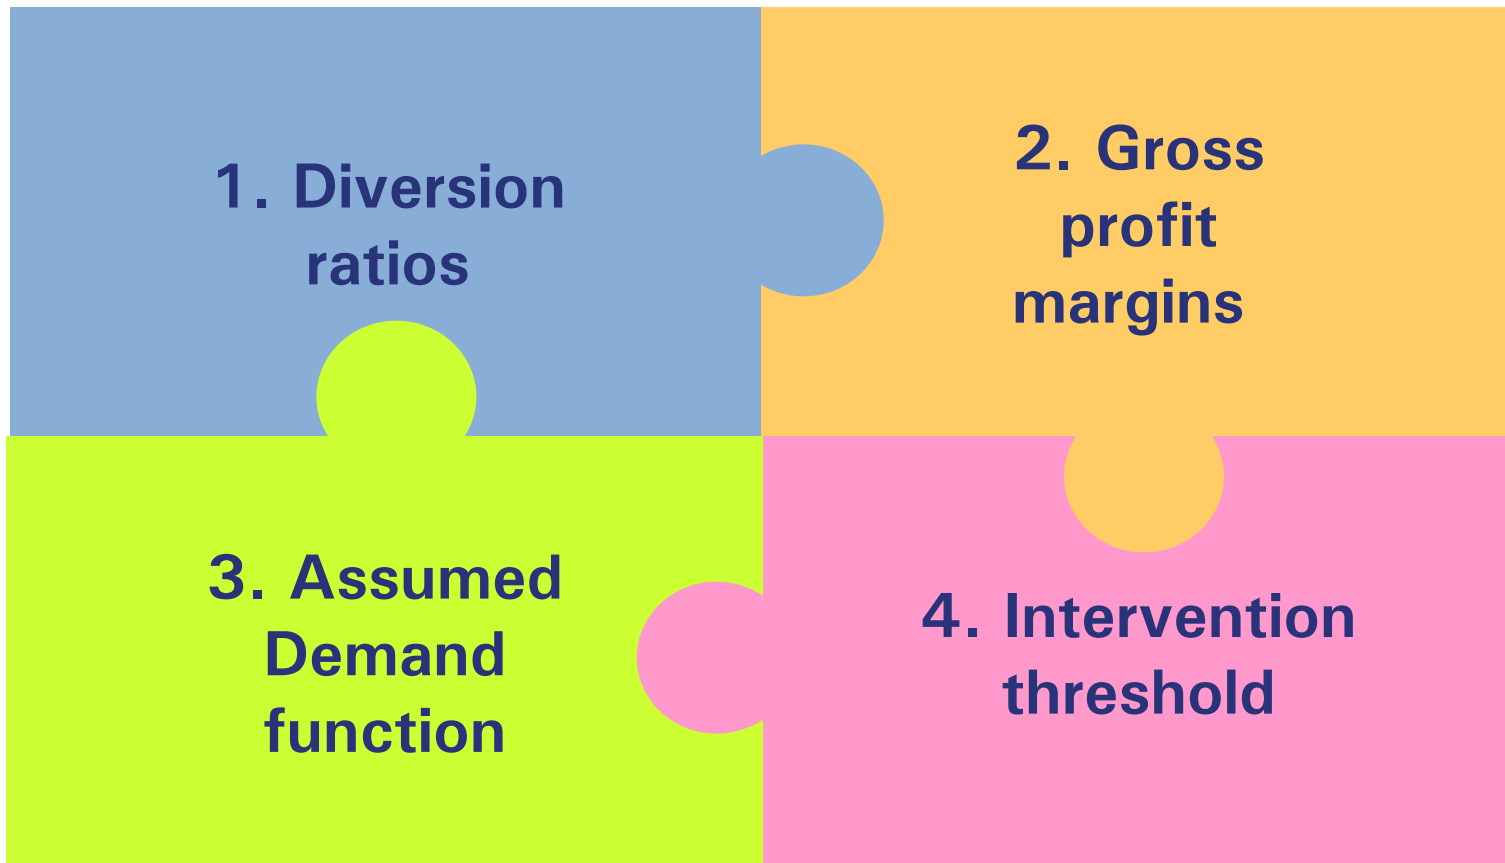 1. Diversion
ratios
2. Gross
profit
margins
3. Assumed
Demand
function
4. Intervention
threshold